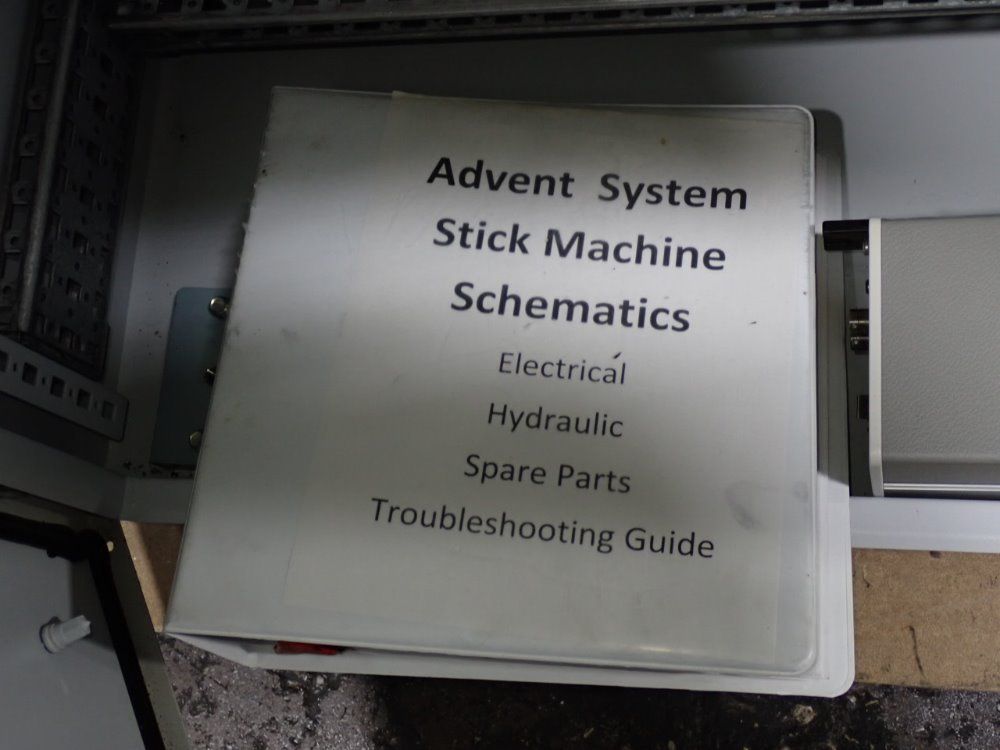 Advent System
Stick Machine
Schematics
Electrical
Hydraulic
Spare Parts
Troubleshooting Guide